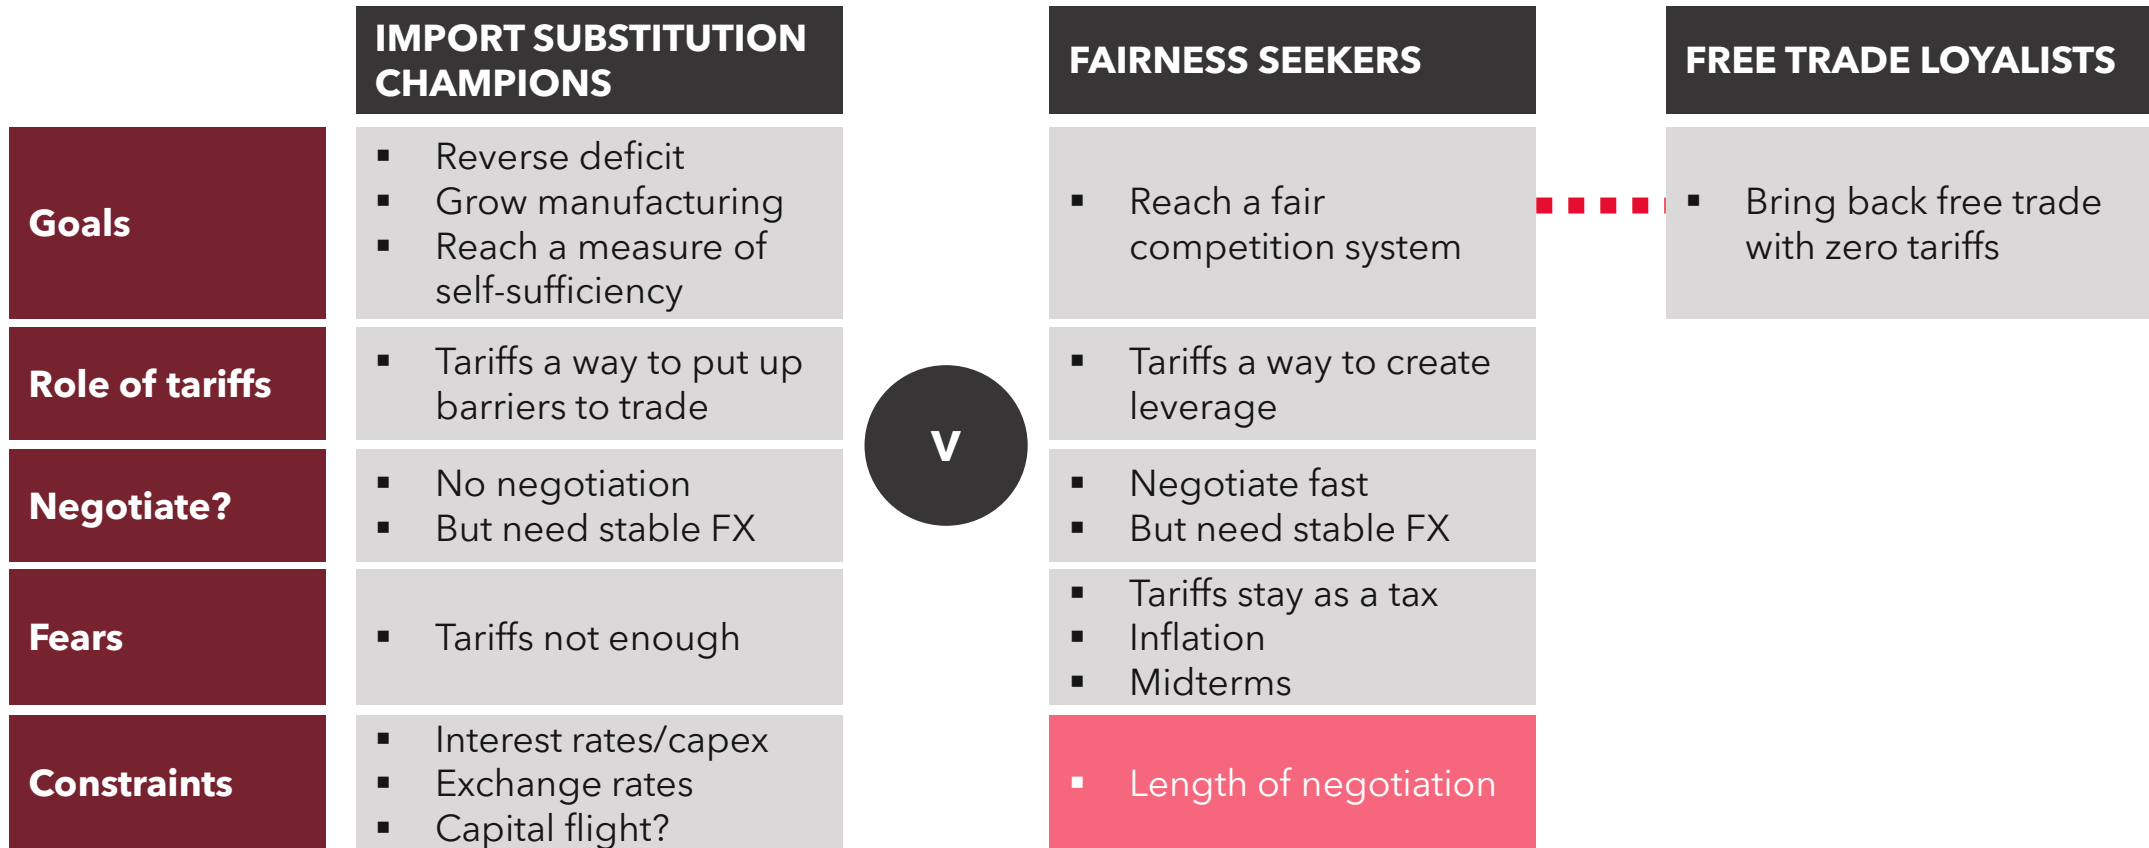 IMPORT SUBSTITUTION
CHAMPIONS
FAIRNESS SEEKERS
FREE TRADE LOYALISTS
Goals
▪ Reverse deficit
▪ Grow manufacturing
▪ Reach a measure of
self-sufficiency
▪ Reach a fair
competition system
▪ Bring back free trade
with zero tariffs
Role of tariffs
▪ Tariffs a way to put up
barriers to trade
V
▪ Tariffs a way to create
leverage
Negotiate?
▪ No negotiation
▪ But need stable FX
▪ Negotiate fast
▪ But need stable FX
Fears
▪ Tariffs not enough
▪ Tariffs stay as a tax
▪ Inflation
▪ Midterms
Constraints
▪ Interest rates/capex
▪ Exchange rates
▪ Capital flight?
▪ Length of negotiation